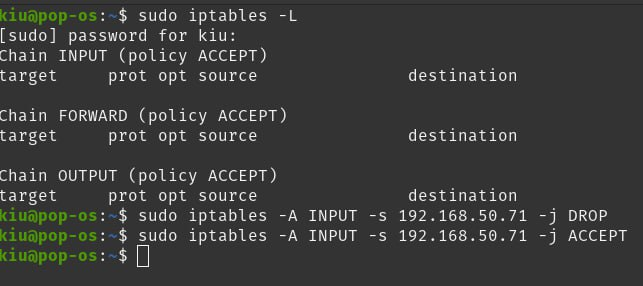 kiu@pop-os:~$ sudo iptables -L
[sudo] password for kiu:
Chain INPUT (policy ACCEPT)
target     prot opt source               destination
Chain FORWARD (policy ACCEPT)
target     prot opt source               destination
Chain OUTPUT (policy ACCEPT)
target     prot opt source               destination
kiu@pop-os:~$ sudo iptables -A INPUT -s 192.168.50.71 -j DROP
kiu@pop-os:~$ sudo iptables -A INPUT -s 192.168.50.71 -j ACCEPT
kiu@pop-os:~$